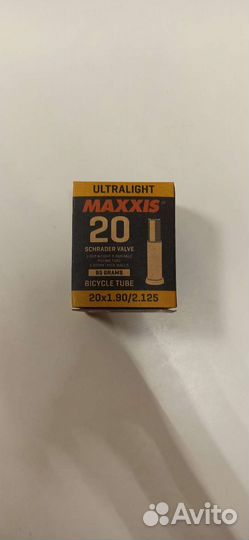 ULTRALIGHT
MAXXIS
20
SCHRADER VALVE
85 GRAMS
BICYCLE TUBE
20x1.90/2.125
Avito